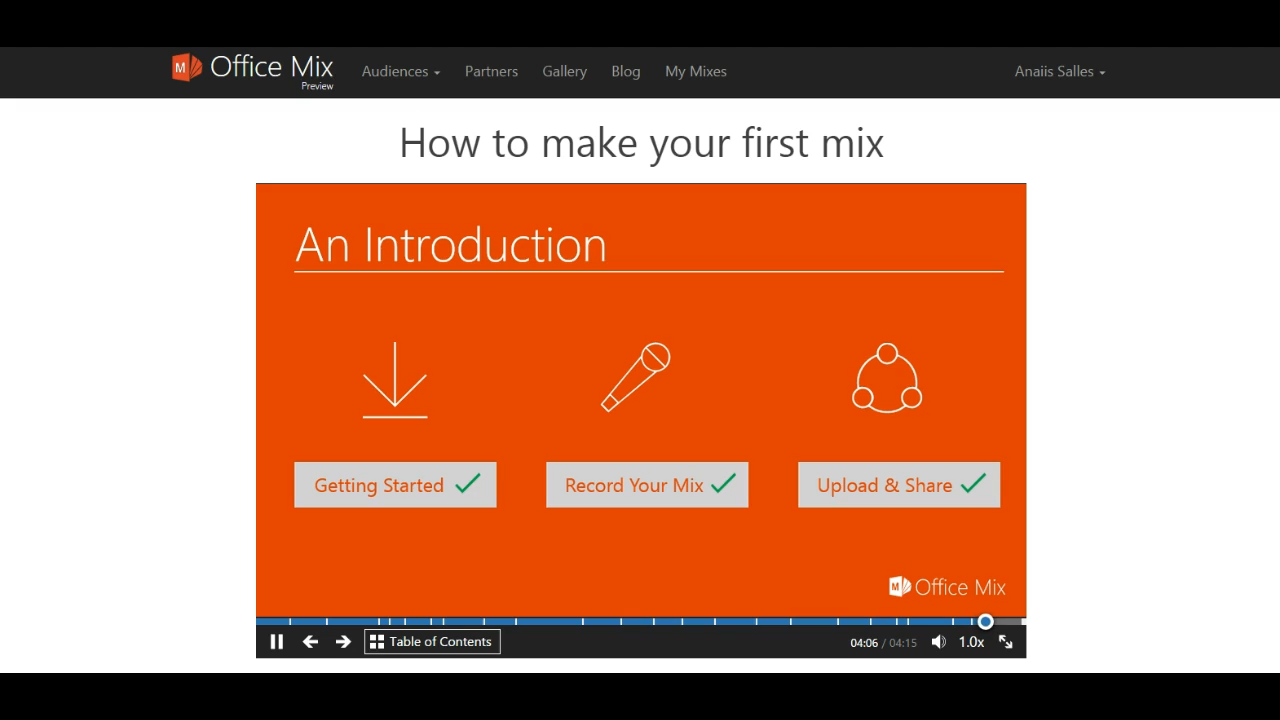 Office Mix
Preview
Audiences
Partners
Gallery
Blog
My Mixes
Anaiis Salles
How to make your first mix
An Introduction
Getting Started
Record Your Mix
Upload & Share
Office Mix
Table of Contents
04:06 / 04:15
1.0x